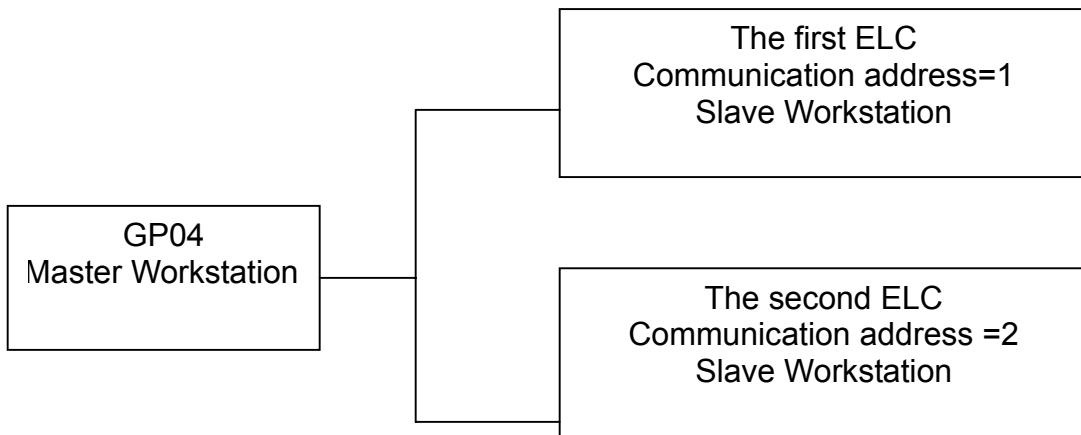 The first ELC
Communication address=1
Slave Workstation
GP04
Master Workstation
The second ELC
Communication address =2
Slave Workstation